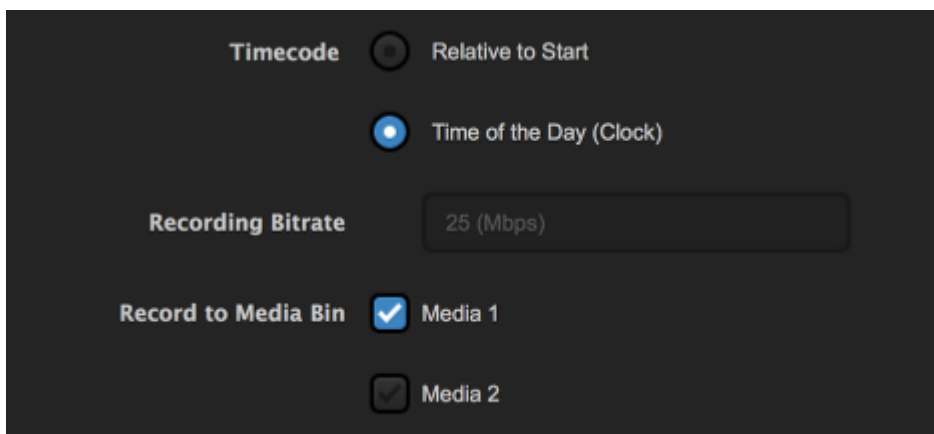 Timecode Relative to Start
Time of the Day (Clock)
Recording Bitrate 25 (Mbps)
Record to Media Bin Media 1
Media 2